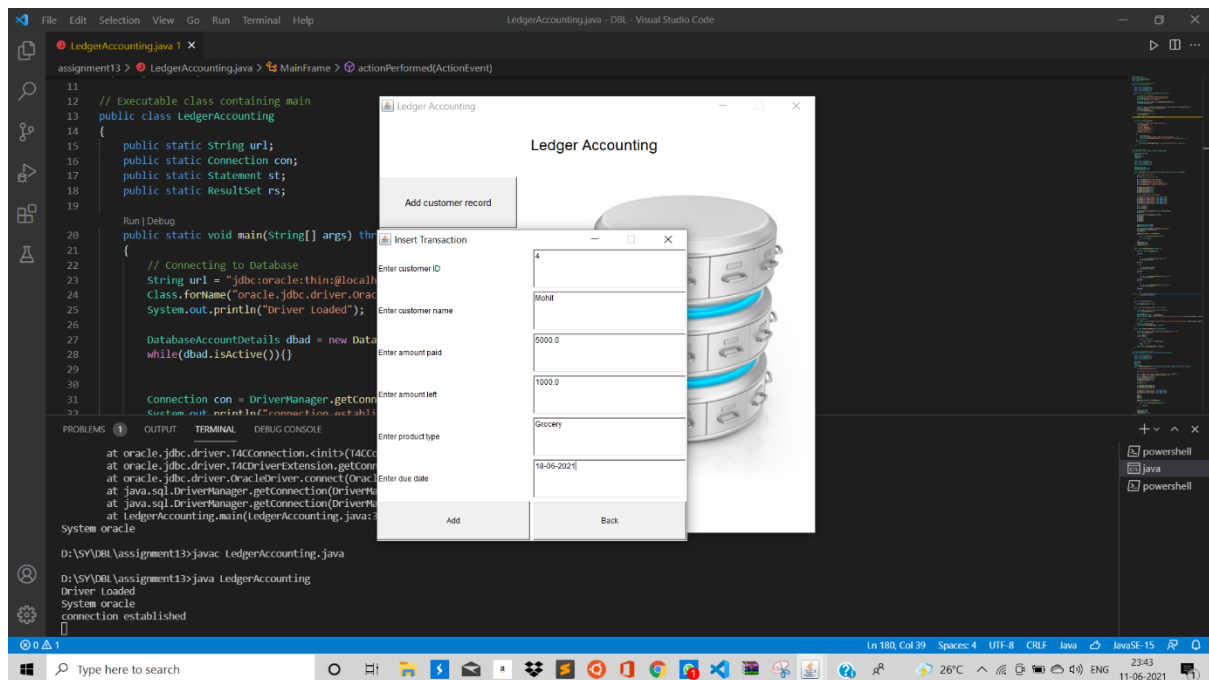 File Edit Selection View Go Run Terminal Help
LedgerAccounting.java - DBL - Visual Studio Code
LedgerAccounting.java 1
assignment13 > LedgerAccounting.java > MainFrame > actionPerformed(ActionEvent)
11
12 // Executable class containing main
13 public class LedgerAccounting
14 {
15 public static String url;
16 public static Connection con;
17 public static Statement st;
18 public static ResultSet rs;
19
Run | Debug
20 public static void main(String[] args) thr
21 {
22 // Connecting to Database
23 String url = "jdbc:oracle:thin:@localh
24 Class.forName("oracle.jdbc.driver.Orac
25 System.out.println("Driver Loaded");
26
27 DatabaseAccountDetails dbad = new Data
28 while(dbad.isActive()){}
29
30
31 Connection con = DriverManager.getConn
32 System.out.println("connection establi
Ledger Accounting
Ledger Accounting
Add customer record
Insert Transaction
Enter customer ID
4
Enter customer name
Mohit
Enter amount paid
5000.0
Enter amount left
1000.0
Enter product type
Grocery
Enter due date
18-06-2021
Add
Back
PROBLEMS 1 OUTPUT TERMINAL DEBUG CONSOLE
at oracle.jdbc.driver.T4CConnection.<init>(T4CCo
at oracle.jdbc.driver.T4CDriverExtension.getConn
at oracle.jdbc.driver.OracleDriver.connect(Oracl
at java.sql.DriverManager.getConnection(DriverMa
at java.sql.DriverManager.getConnection(DriverMa
at LedgerAccounting.main(LedgerAccounting.java:3
System oracle
D:\SY\DBL\assignment13>javac LedgerAccounting.java
D:\SY\DBL\assignment13>java LedgerAccounting
Driver Loaded
System oracle
connection established
powershell
java
powershell
0 1
Ln 180, Col 39 Spaces: 4 UTF-8 CRLF Java JavaSE-15
Type here to search
26°C
ENG
23:43
11-06-2021